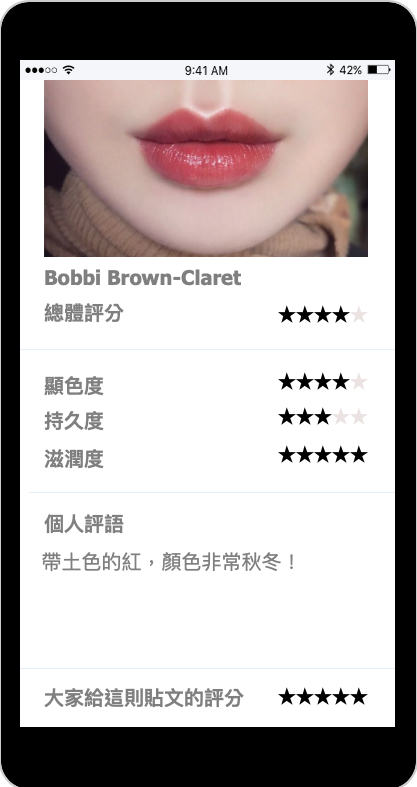 9:41 AM
42%
Bobbi Brown-Claret
總體評分 ★★★★★
顯色度 ★★★★★
持久度 ★★★★★
滋潤度 ★★★★★
個人評語
帶土色的紅，顏色非常秋冬！
大家給這則貼文的評分 ★★★★★